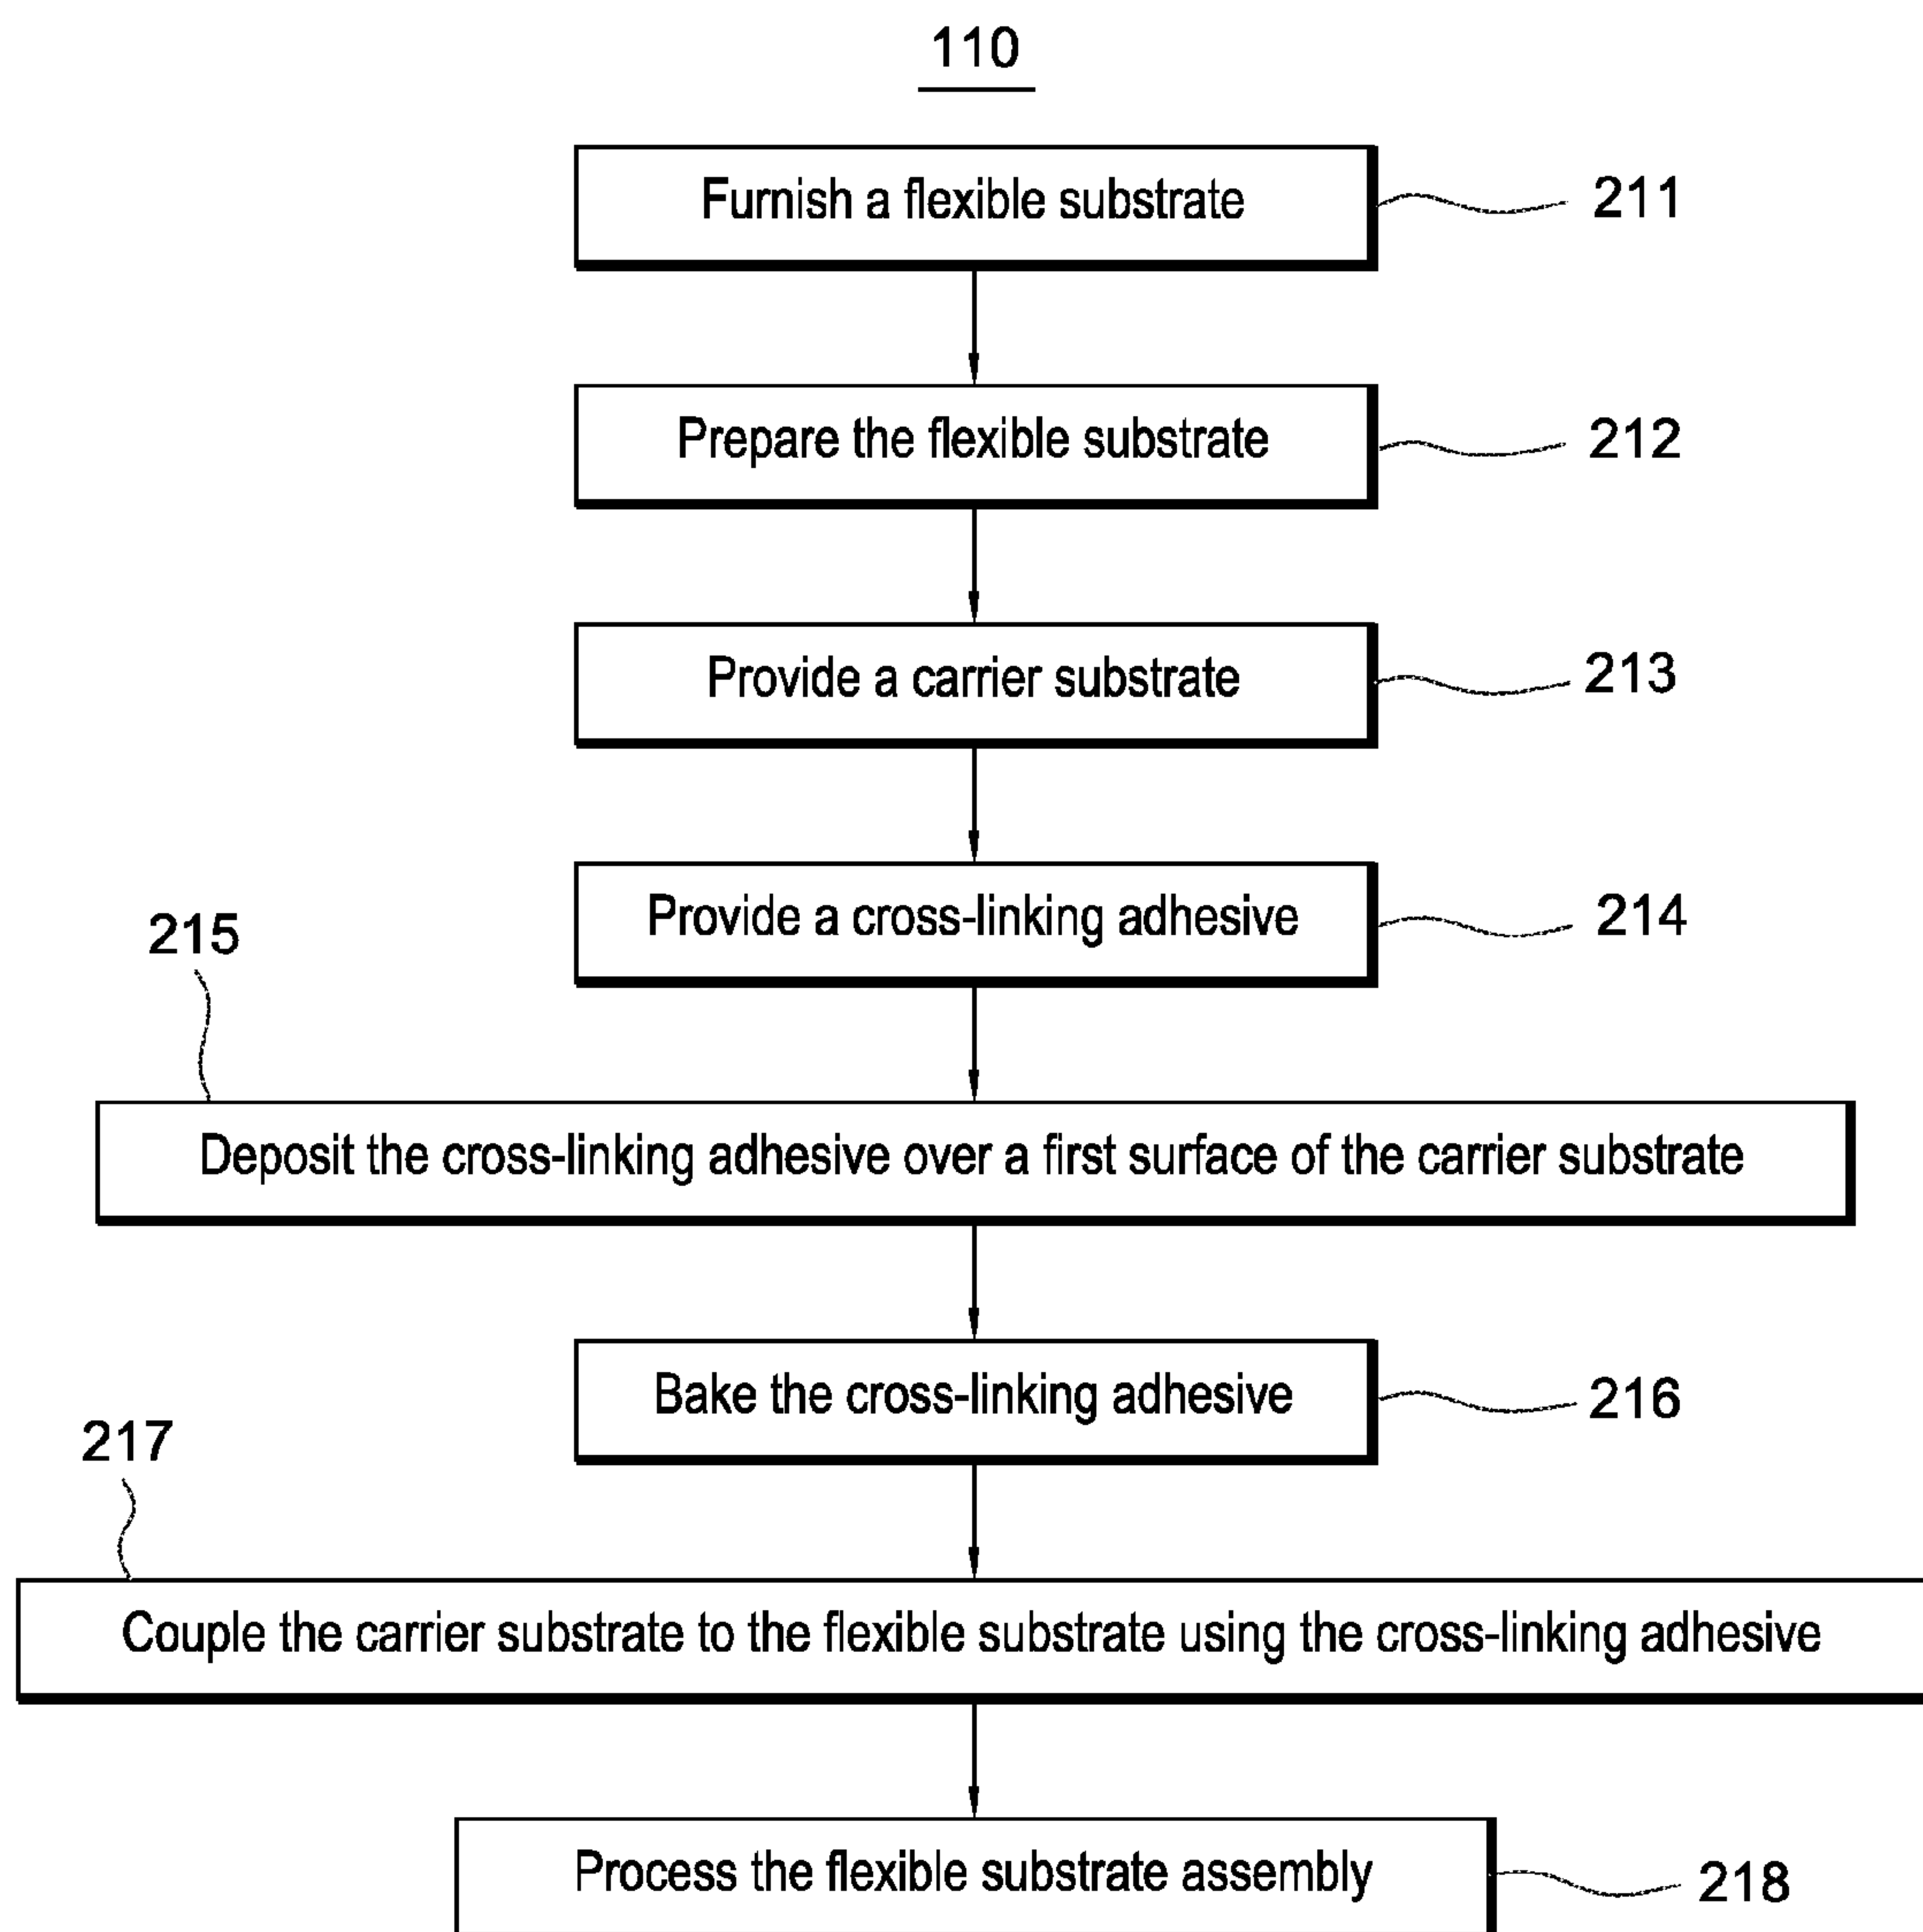 110
Furnish a flexible substrate
211
Prepare the flexible substrate
212
Provide a carrier substrate
213
Provide a cross-linking adhesive
214
215
Deposit the cross-linking adhesive over a first surface of the carrier substrate
Bake the cross-linking adhesive
216
217
Couple the carrier substrate to the flexible substrate using the cross-linking adhesive
Process the flexible substrate assembly
218